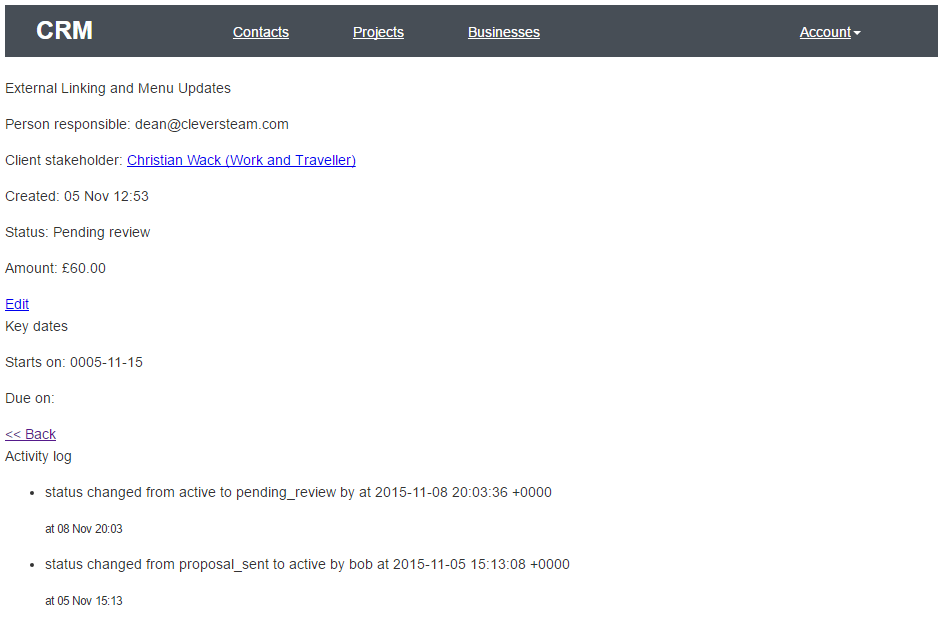 CRM Contacts Projects Businesses Account
External Linking and Menu Updates
Person responsible: dean@cleversteam.com
Client stakeholder: Christian Wack (Work and Traveller)
Created: 05 Nov 12:53
Status: Pending review
Amount: £60.00
Edit
Key dates
Starts on: 0005-11-15
Due on:
<< Back
Activity log
• status changed from active to pending_review by at 2015-11-08 20:03:36 +0000
at 08 Nov 20:03
• status changed from proposal_sent to active by bob at 2015-11-05 15:13:08 +0000
at 05 Nov 15:13